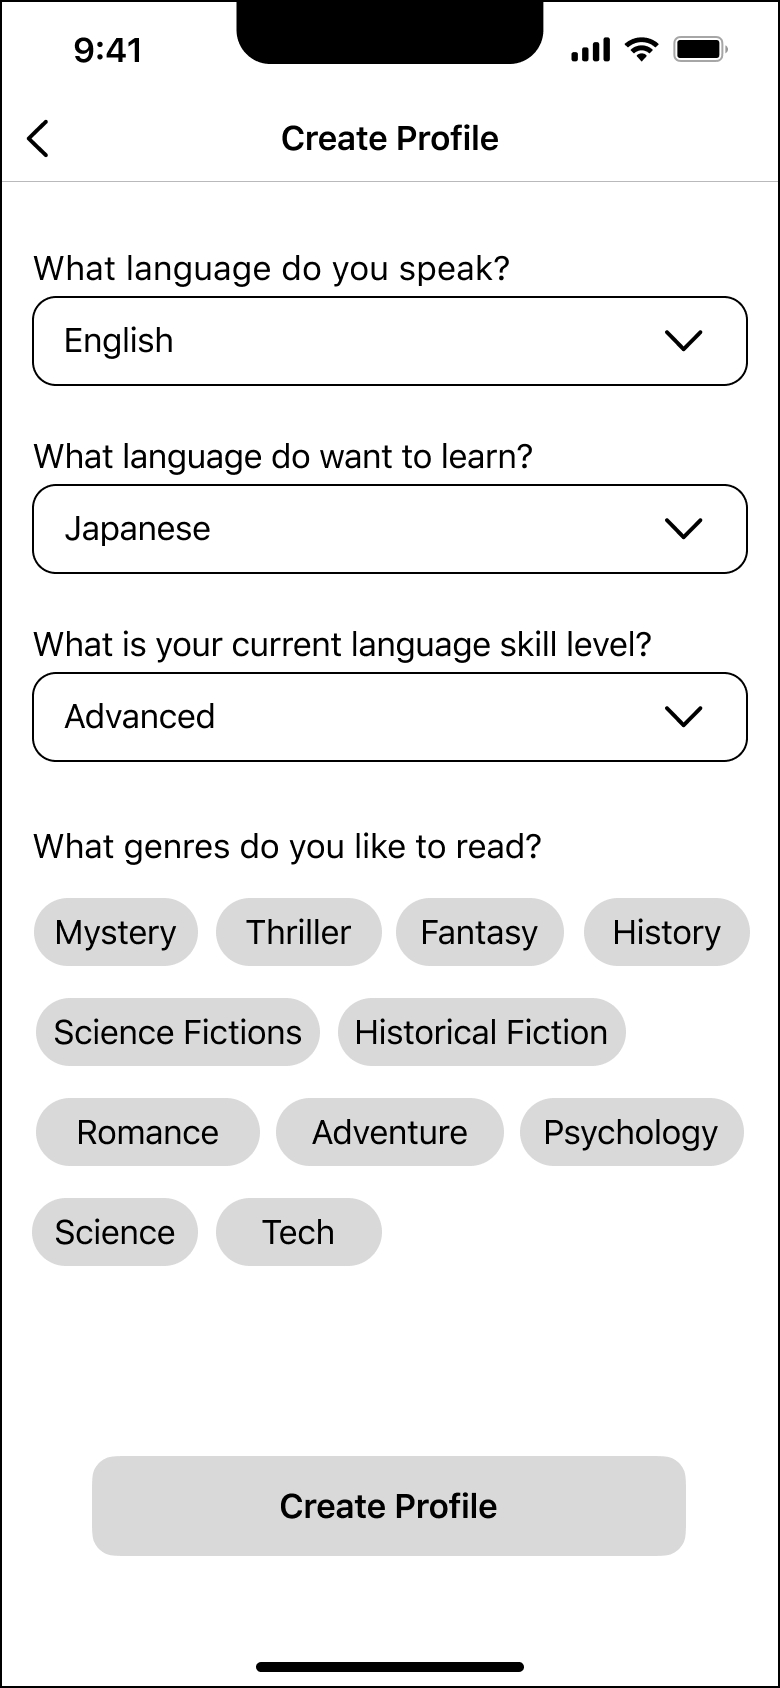 9:41
Create Profile
What language do you speak?
English
What language do want to learn?
Japanese
What is your current language skill level?
Advanced
What genres do you like to read?
Mystery Thriller Fantasy History
Science Fictions Historical Fiction
Romance Adventure Psychology
Science Tech
Create Profile